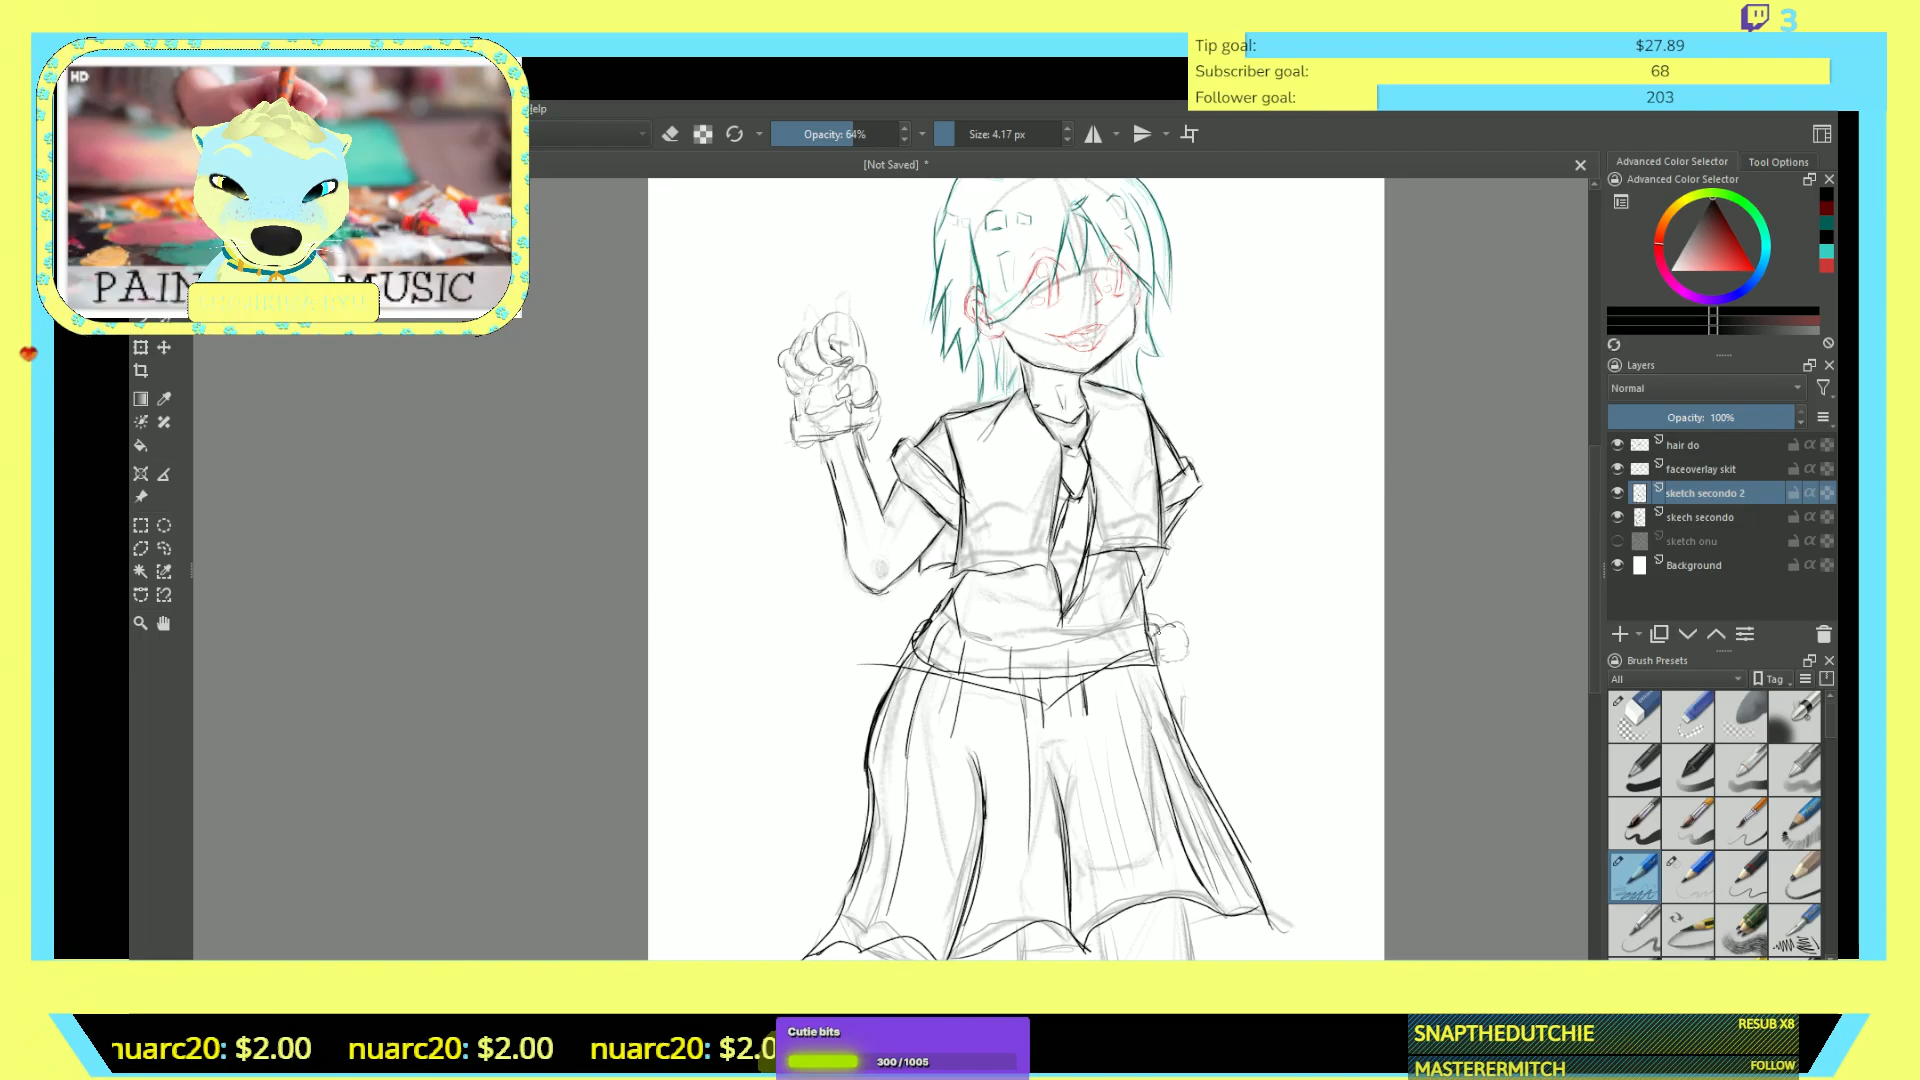 3
Tip goal: $27.89
Subscriber goal: 68
Follower goal: 203
HD
elp
Opacity: 64%
Size: 4.17 px
[Not Saved] *
Advanced Color Selector
Tool Options
Advanced Color Selector
MUSIC
Layers
Normal
Opacity: 100%
hair do
faceoverlay skit
sketch secondo 2
skech secondo
sketch onu
Background
Brush Presets
All
Tag
nuarc20: $2.00 nuarc20: $2.00 nuarc20: $2.0
Cutie bits
300/1005
SNAPTHEDUTCHIE RESUB X8
MASTERERMITCH FOLLOW